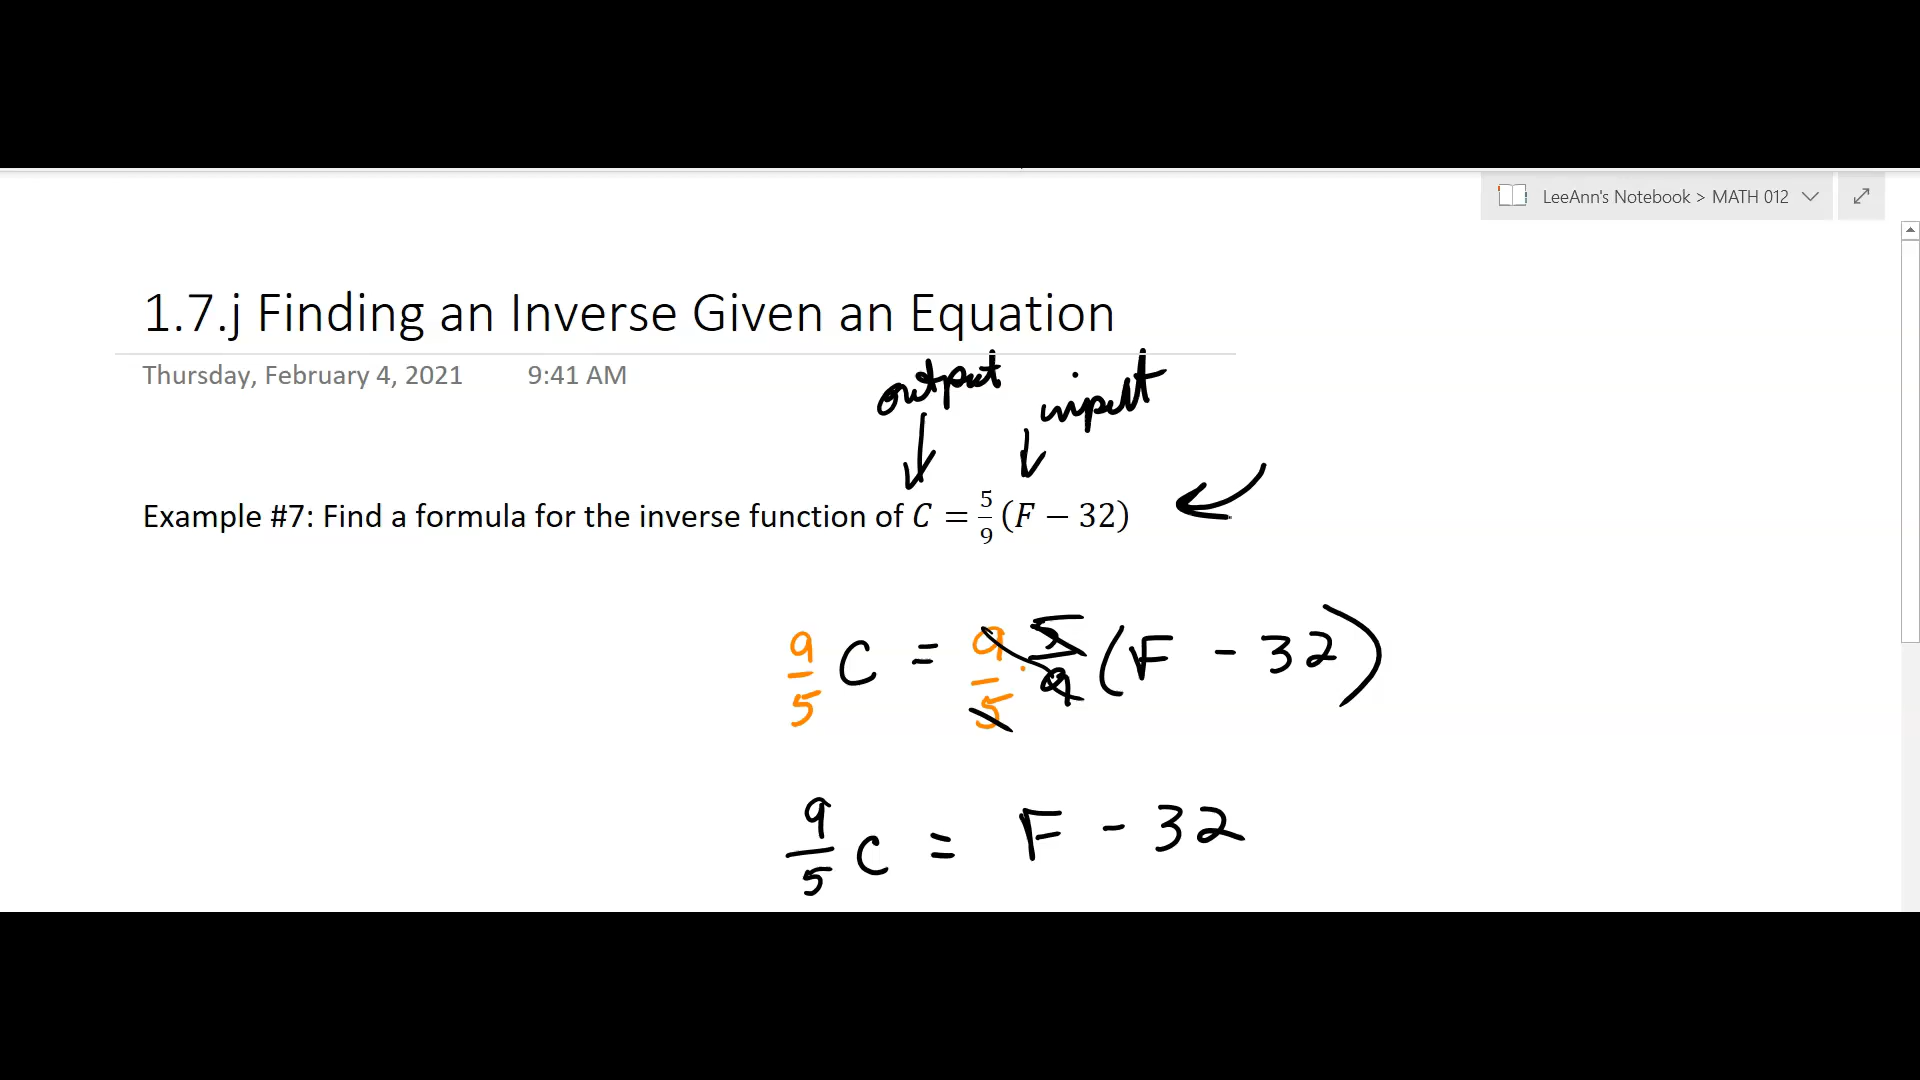 LeeAnn's Notebook > MATH 012
1.7.j Finding an Inverse Given an Equation
Thursday, February 4, 2021 9:41 AM
output input
Example #7: Find a formula for the inverse function of C = 5/9 (F − 32)
9/5 C = 9/5 · 5/9 (F - 32)
9/5 C = F - 32